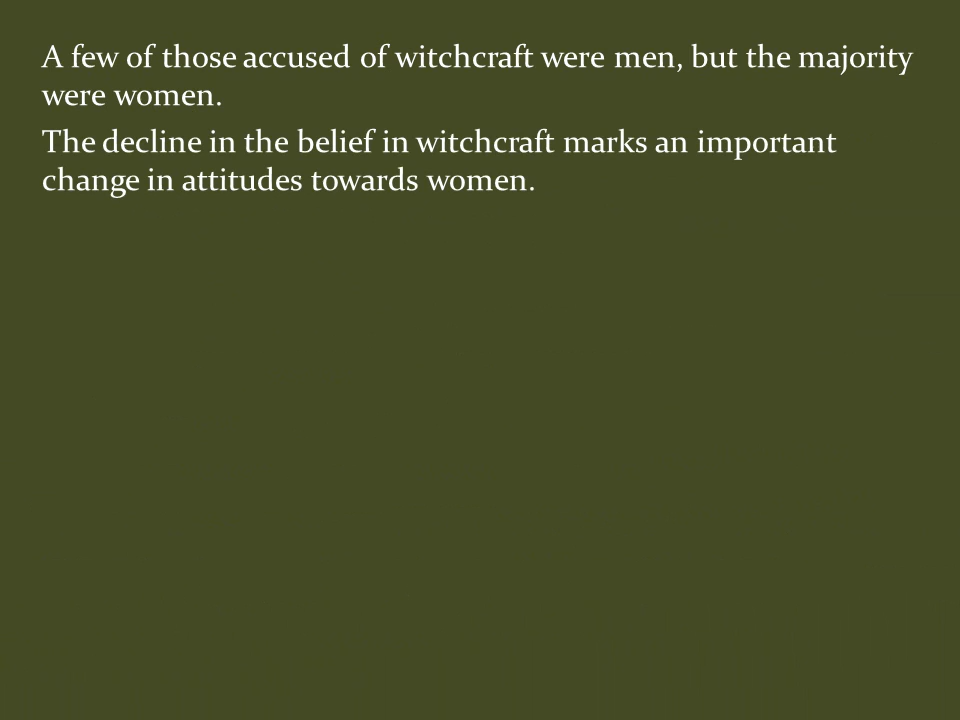 A few of those accused of witchcraft were men, but the majority
were women.
The decline in the belief in witchcraft marks an important
change in attitudes towards women.